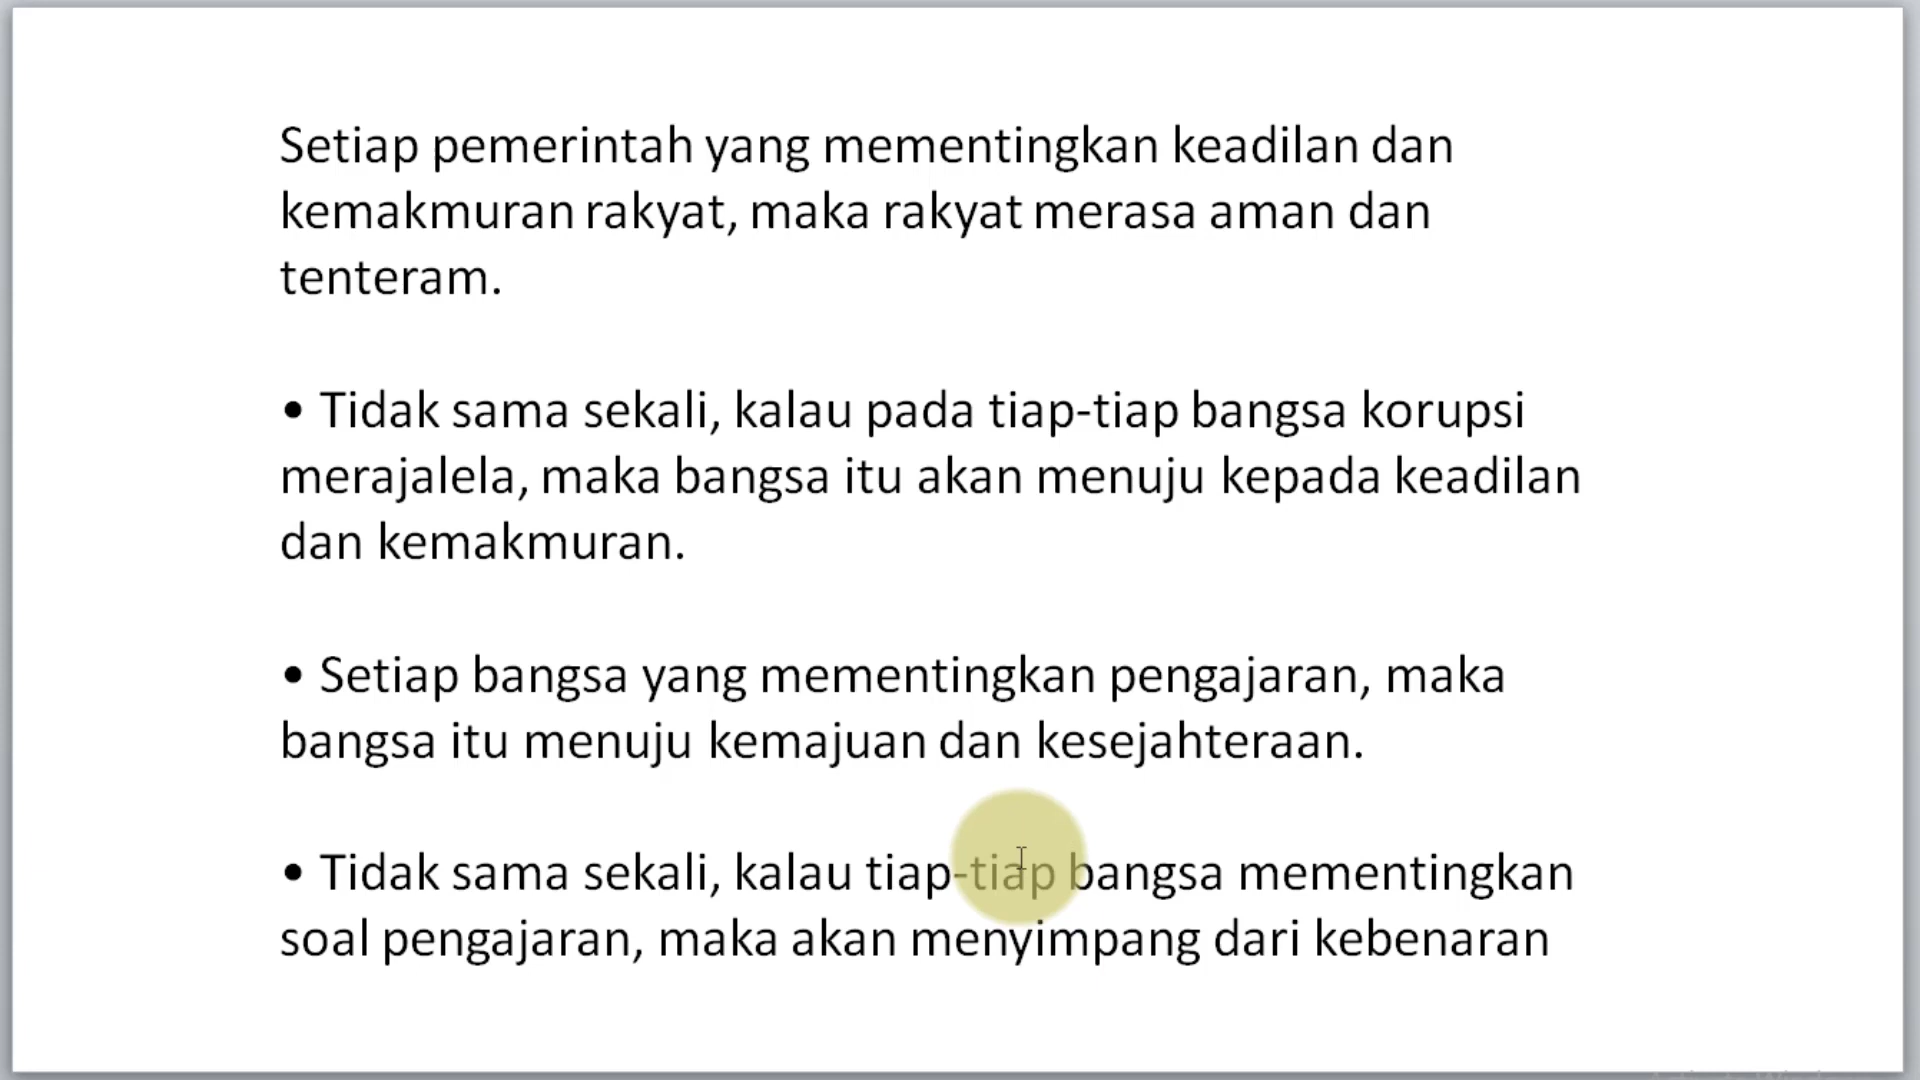 Setiap pemerintah yang mementingkan keadilan dan
kemakmuran rakyat, maka rakyat merasa aman dan
tenteram.
• Tidak sama sekali, kalau pada tiap-tiap bangsa korupsi
merajalela, maka bangsa itu akan menuju kepada keadilan
dan kemakmuran.
• Setiap bangsa yang mementingkan pengajaran, maka
bangsa itu menuju kemajuan dan kesejahteraan.
• Tidak sama sekali, kalau tiap-tiap bangsa mementingkan
soal pengajaran, maka akan menyimpang dari kebenaran